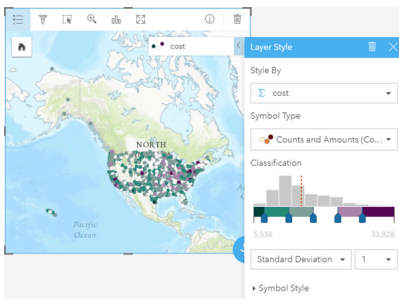 cost
NORTH
Pacific
Ocean
Layer Style
Style By
Σ cost
Symbol Type
Counts and Amounts (Co...
Classification
5,536 33,826
Standard Deviation 1
Symbol Style